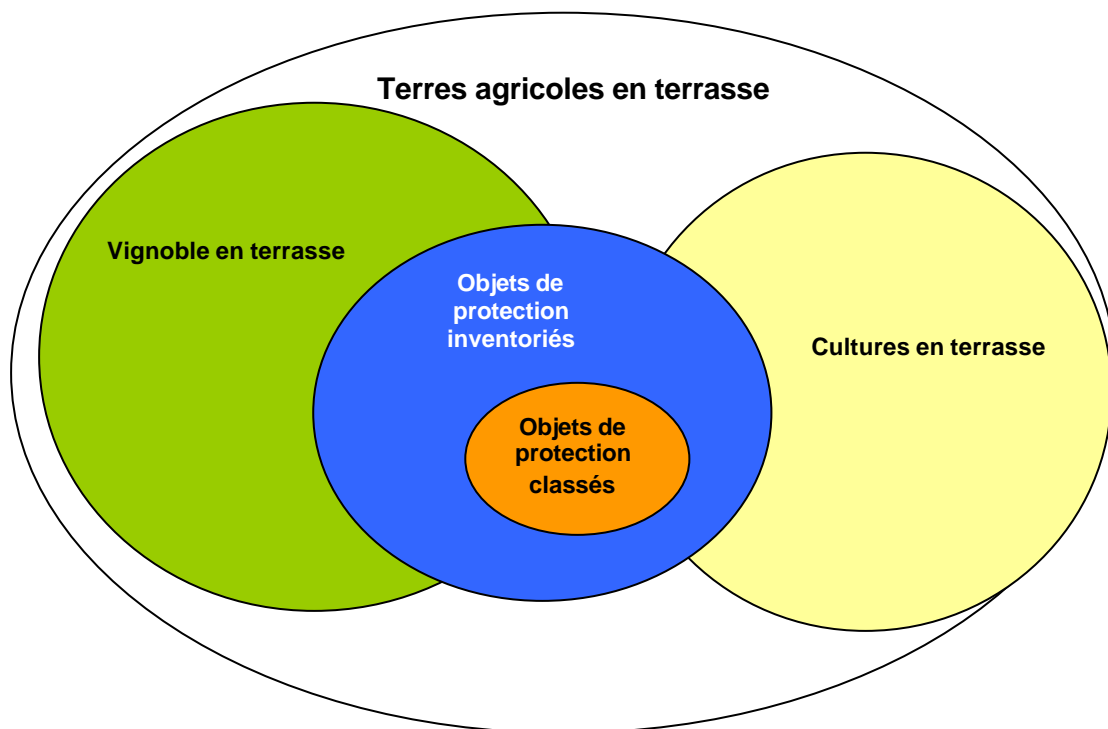 Terres agricoles en terrasse
Vignoble en terrasse
Objets de
protection
inventoriés
Cultures en terrasse
Objets de
protection
classés